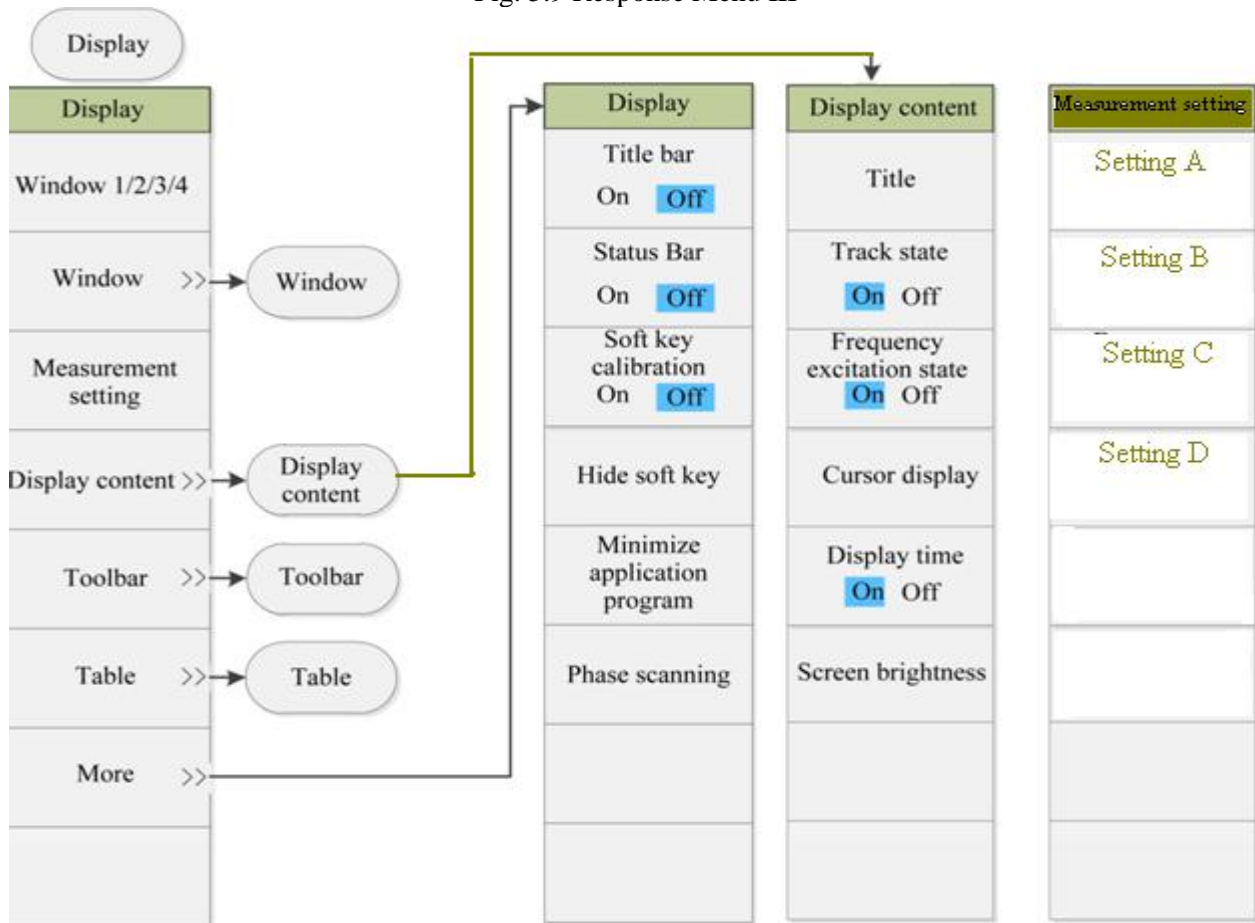 Fig. 3.9 Response Menu III
Display
Display
Window 1/2/3/4
Window >>
Window
Measurement
setting
Display content >>
Display
content
Toolbar >>
Toolbar
Table >>
Table
More >>
Display
Title bar
On Off
Status Bar
On Off
Soft key
calibration
On Off
Hide soft key
Minimize
application
program
Phase scanning
Display content
Title
Track state
On Off
Frequency
excitation state
On Off
Cursor display
Display time
On Off
Screen brightness
Measurement setting
Setting A
Setting B
Setting C
Setting D